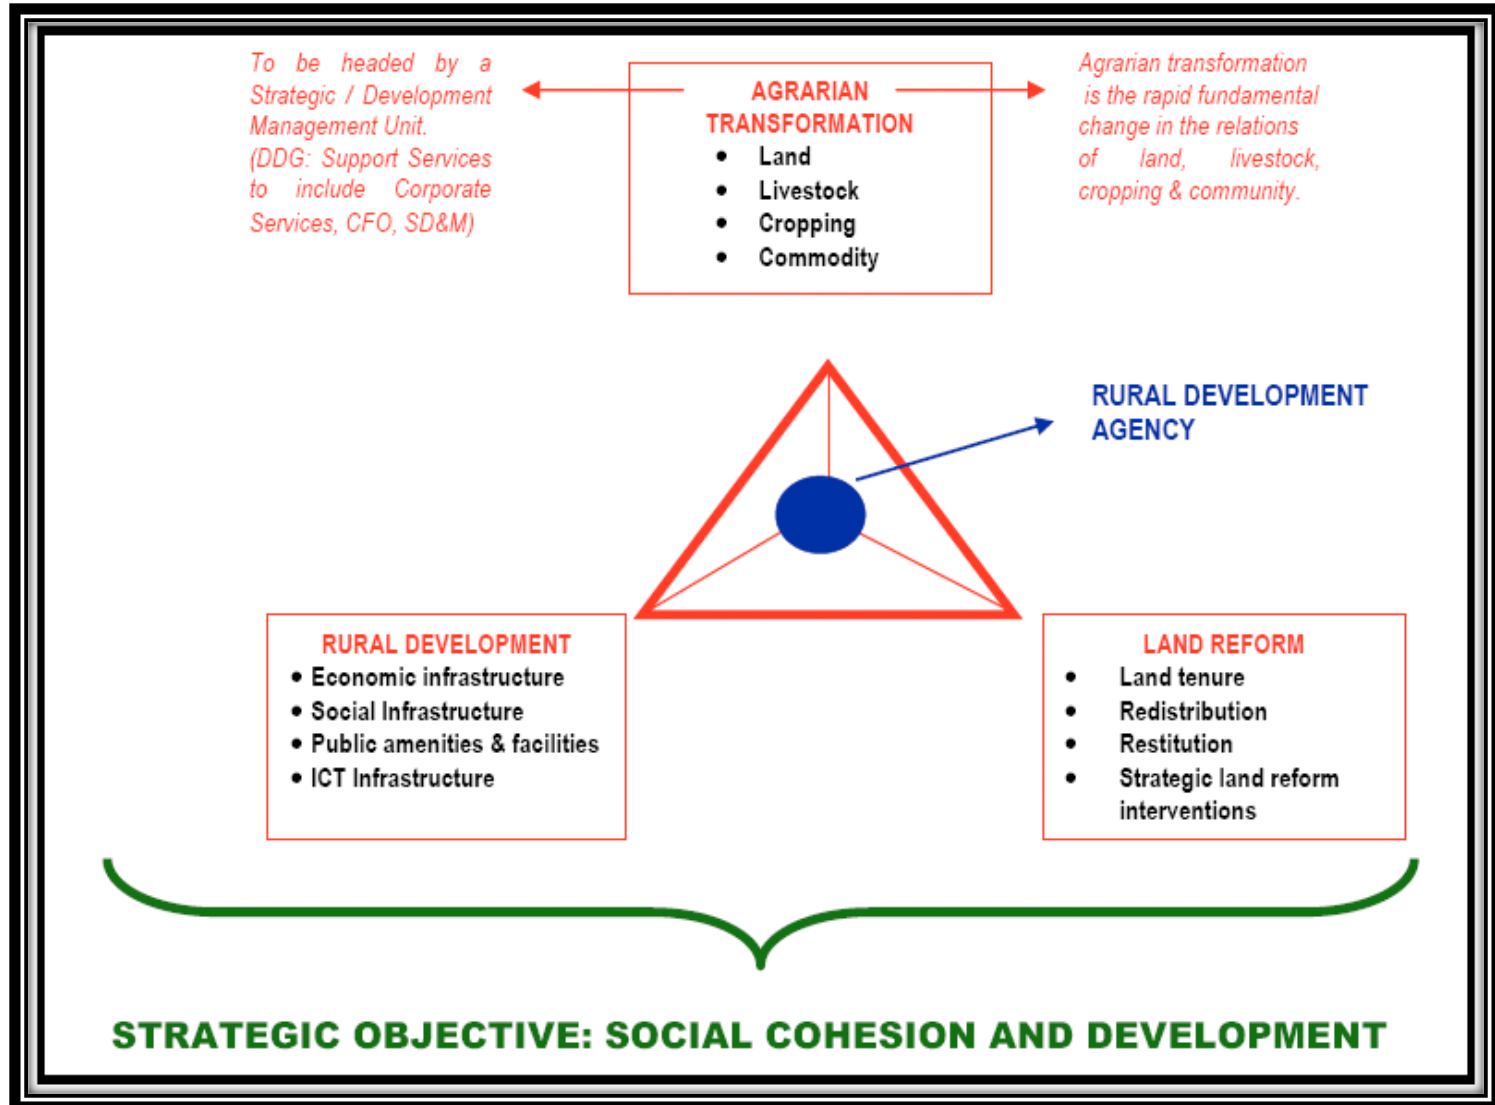 To be headed by a
Strategic / Development
Management Unit.
(DDG: Support Services
to include Corporate
Services, CFO, SD&M)
AGRARIAN
TRANSFORMATION
• Land
• Livestock
• Cropping
• Commodity
Agrarian transformation
is the rapid fundamental
change in the relations
of land, livestock,
cropping & community.
RURAL DEVELOPMENT
AGENCY
RURAL DEVELOPMENT
• Economic infrastructure
• Social Infrastructure
• Public amenities & facilities
• ICT Infrastructure
LAND REFORM
• Land tenure
• Redistribution
• Restitution
• Strategic land reform
interventions
STRATEGIC OBJECTIVE: SOCIAL COHESION AND DEVELOPMENT